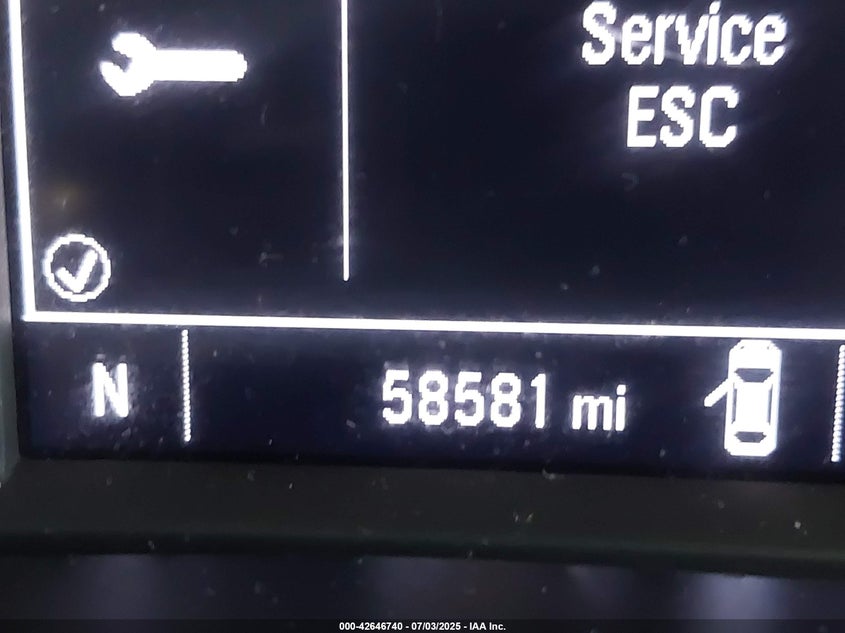 Service
ESC
N
58581 mi
000-42646740 - 07/03/2025 - IAA Inc.